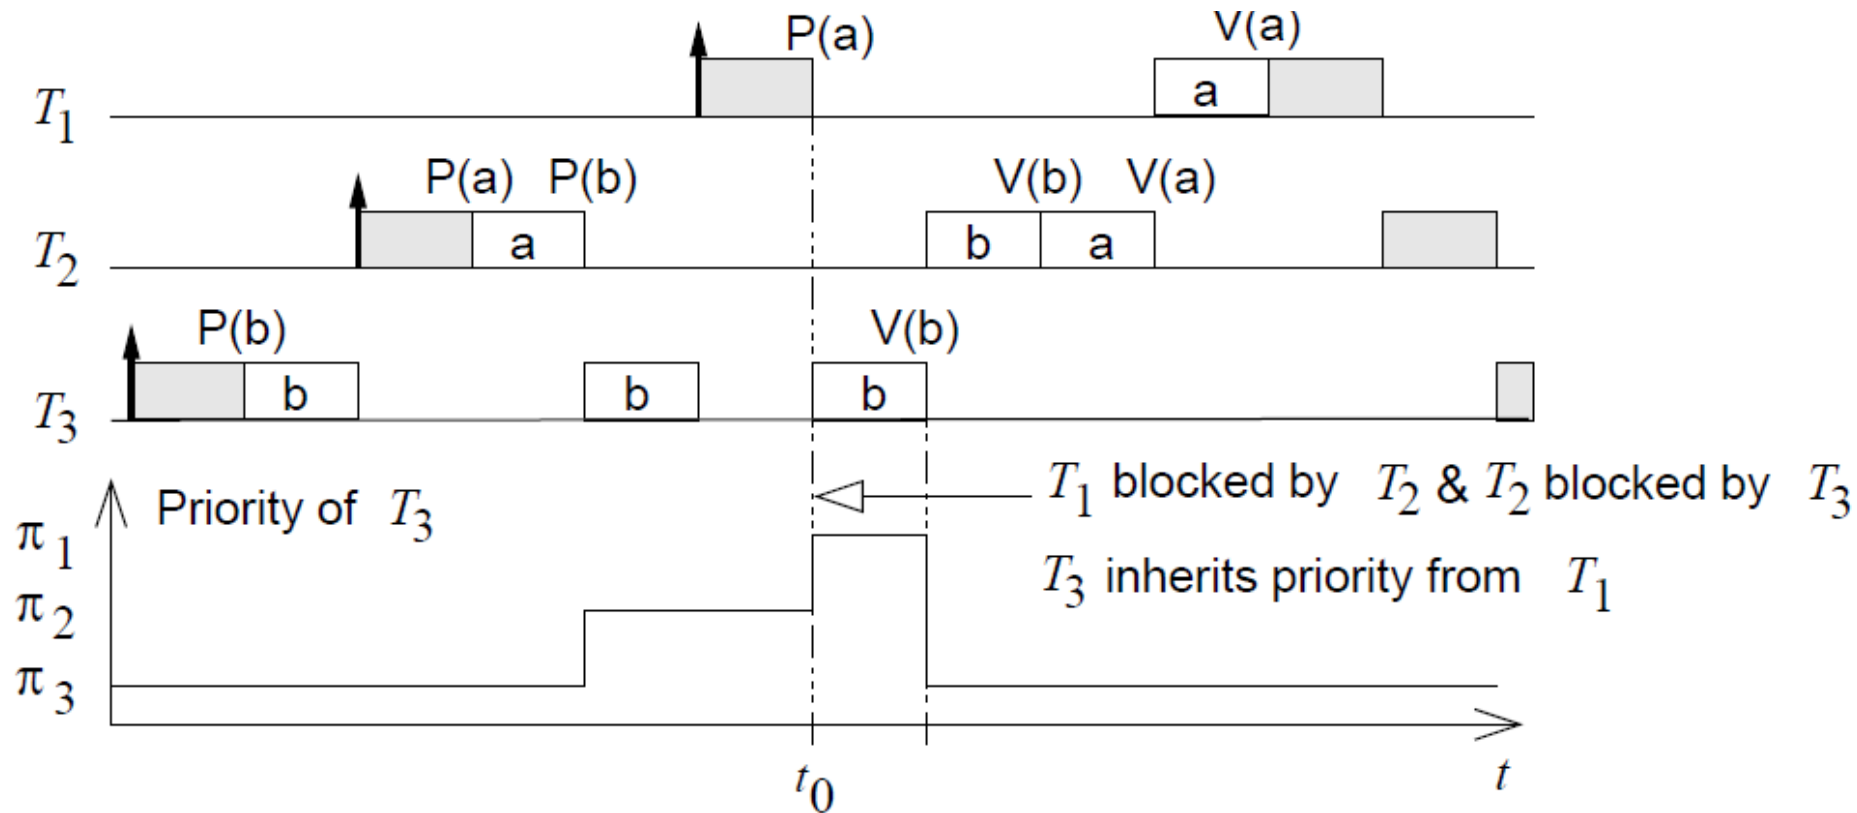 P(a) V(a)
T1 a
P(a) P(b) V(b) V(a)
T2 a b a
P(b) V(b)
T3 b b b
T1 blocked by T2 & T2 blocked by T3
Priority of T3
π1
T3 inherits priority from T1
π2
π3
t0 t